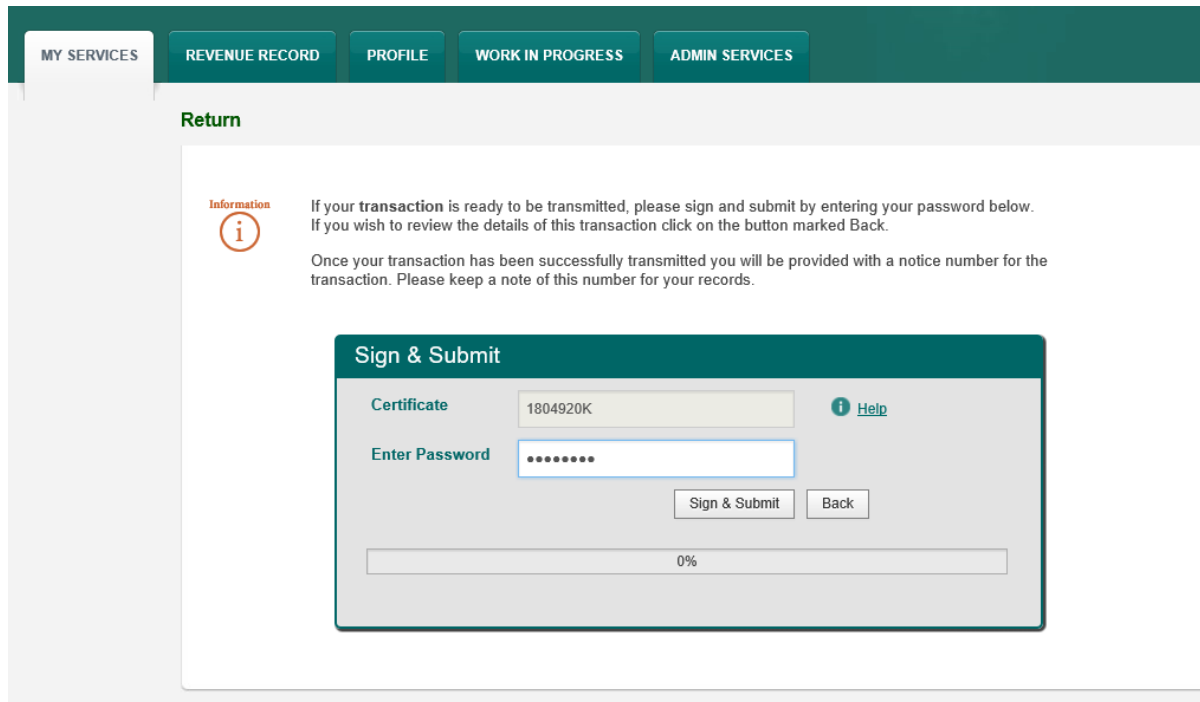 MY SERVICES
REVENUE RECORD
PROFILE
WORK IN PROGRESS
ADMIN SERVICES
Return
Information
i
If your transaction is ready to be transmitted, please sign and submit by entering your password below.
If you wish to review the details of this transaction click on the button marked Back.
Once your transaction has been successfully transmitted you will be provided with a notice number for the
transaction. Please keep a note of this number for your records.
Sign & Submit
Certificate
1804920K
i Help
Enter Password
••••••••
Sign & Submit
Back
0%